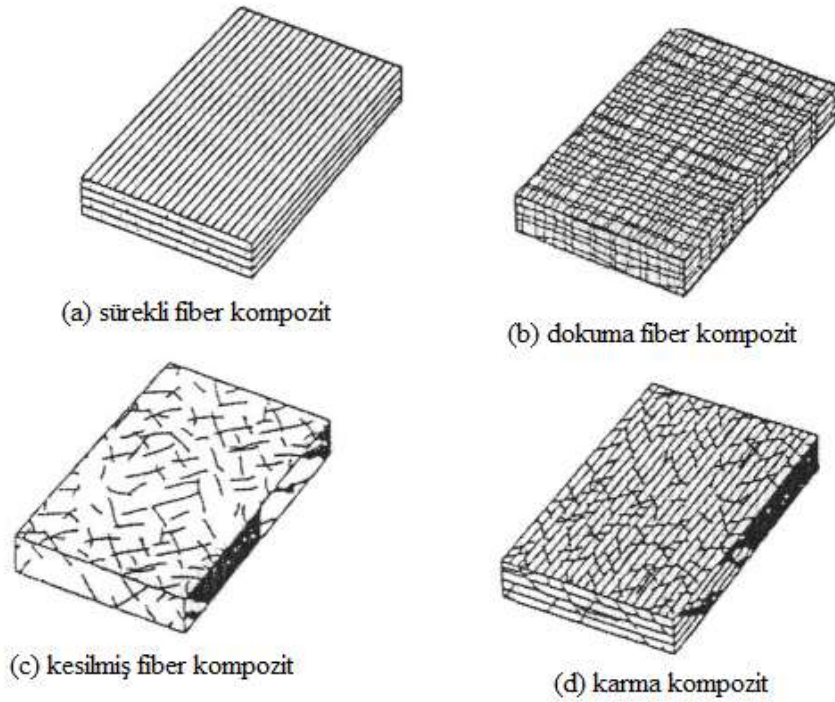 (a) sürekli fiber kompozit
(b) dokuma fiber kompozit
(c) kesilmiş fiber kompozit
(d) karma kompozit